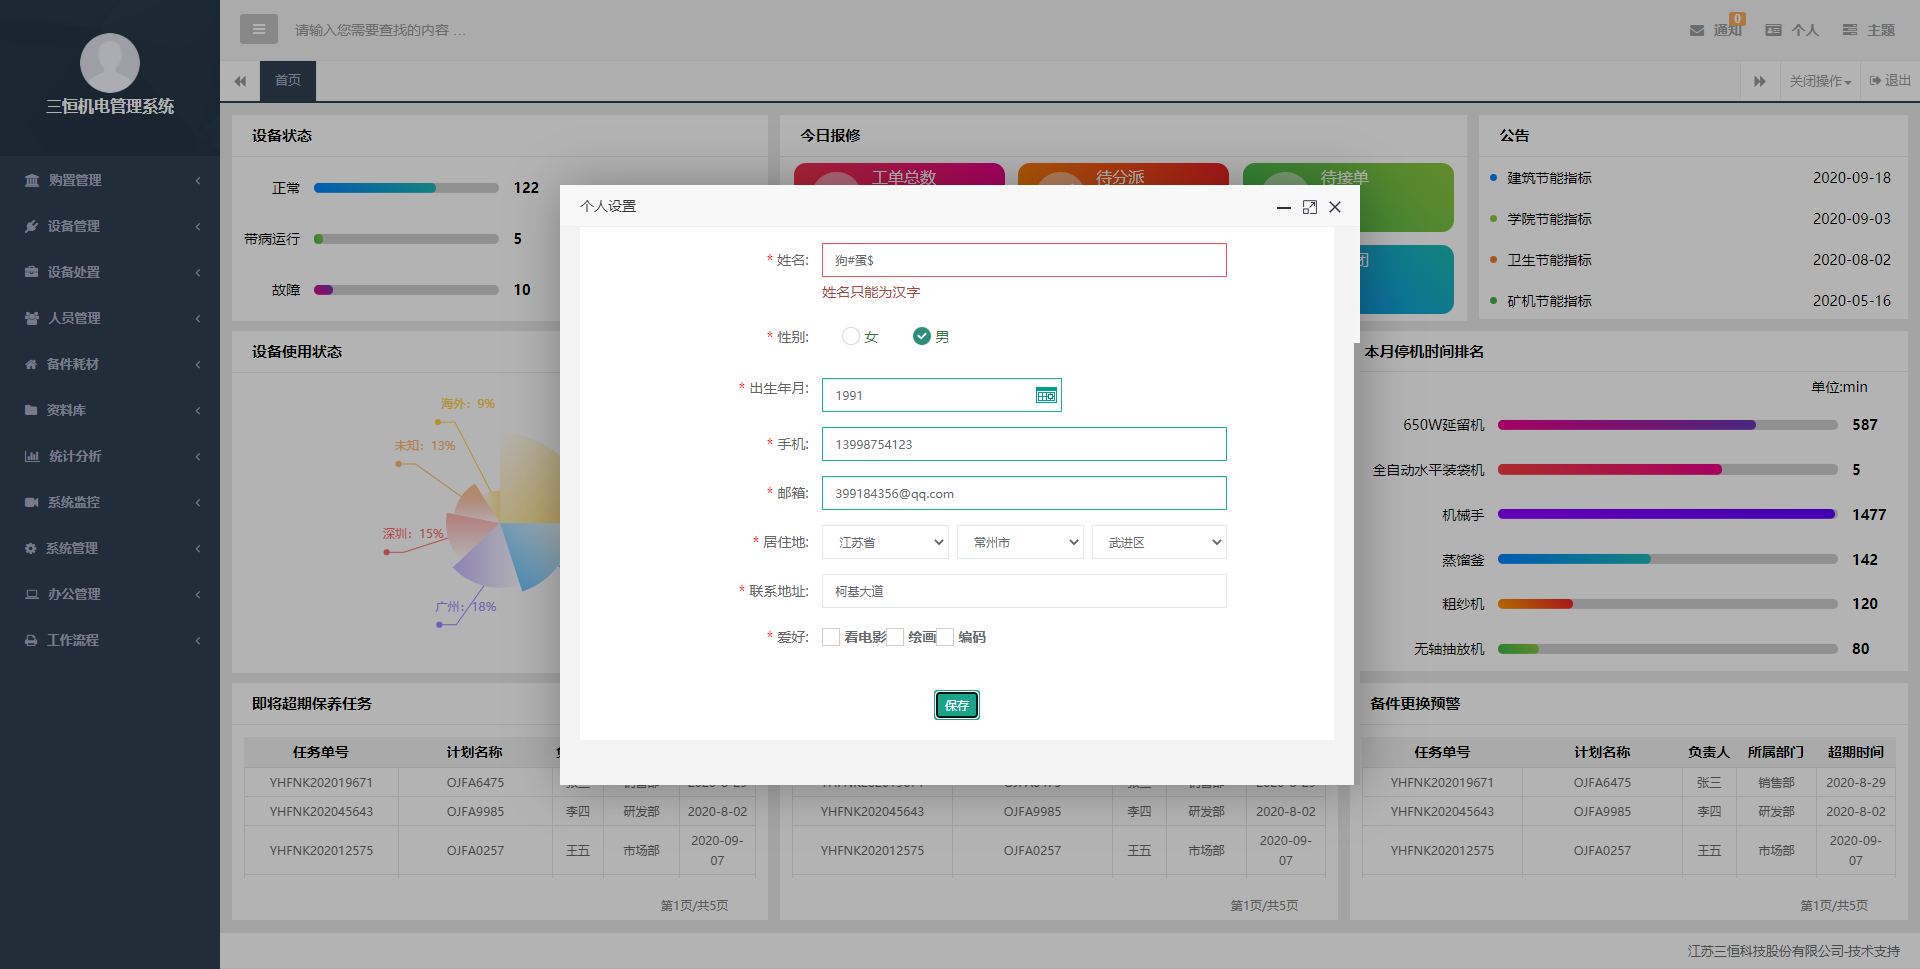 三恒机电管理系统
购置管理
设备管理
设备处置
人员管理
备件耗材
资料库
统计分析
系统监控
系统管理
办公管理
工作流程
请输入您需要查找的内容 …
通知 0
个人
主题
首页
关闭操作
退出
设备状态
正常 122
带病运行 5
故障 10
今日报修
工单总数
待分派
待接单
公告
建筑节能指标 2020-09-18
学院节能指标 2020-09-03
卫生节能指标 2020-08-02
矿机节能指标 2020-05-16
个人设置
* 姓名: 狗#蛋$
姓名只能为汉字
* 性别: 女 男
* 出生年月: 1991
* 手机: 13998754123
* 邮箱: 399184356@qq.com
* 居住地: 江苏省 常州市 武进区
* 联系地址: 柯基大道
* 爱好: 看电影 绘画 编码
保存
设备使用状态
海外: 9%
未知: 13%
深圳: 15%
广州: 18%
本月停机时间排名
单位:min
650W延留机 587
全自动水平装袋机 5
机械手 1477
蒸馏釜 142
粗纱机 120
无轴抽放机 80
即将超期保养任务
任务单号 计划名称
YHFNK202019671 OJFA6475 张三 销售部 2020-8-29
YHFNK202045643 OJFA9985 李四 研发部 2020-8-02
YHFNK202012575 OJFA0257 王五 市场部 2020-09-
07
第1页/共5页
YHFNK202019671 OJFA6475 张三 销售部 2020-8-29
YHFNK202045643 OJFA9985 李四 研发部 2020-8-02
YHFNK202012575 OJFA0257 王五 市场部 2020-09-
07
第1页/共5页
备件更换预警
任务单号 计划名称 负责人 所属部门 超期时间
YHFNK202019671 OJFA6475 张三 销售部 2020-8-29
YHFNK202045643 OJFA9985 李四 研发部 2020-8-02
YHFNK202012575 OJFA0257 王五 市场部 2020-09-
07
第1页/共5页
江苏三恒科技股份有限公司-技术支持